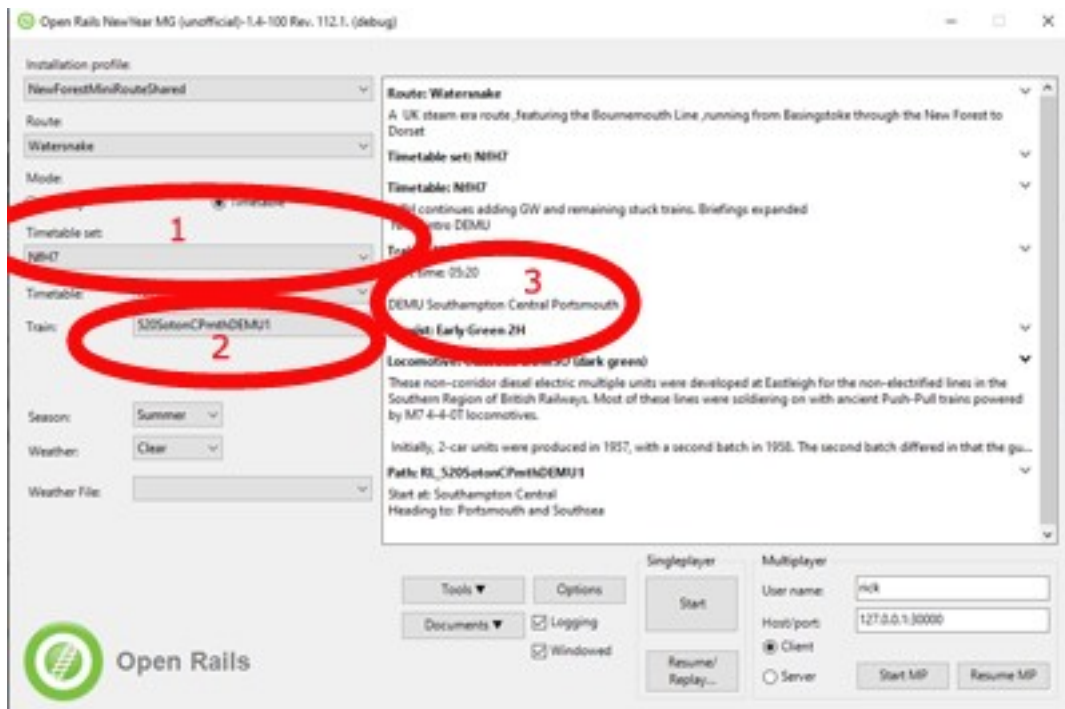 Open Rails NewYear MG (unofficial)-1.4-100 Rev. 112.1. (debug)
Installation profile:
NewForestMiniRouteShared
Route:
Watersnake
Mode:
Timetable
Timetable set:
NfH7
Timetable:
Train:
520SotonCPmthDEMU1
Season:
Summer
Weather:
Clear
Weather File:
1
2
3
Route: Watersnake
A UK steam era route ,featuring the Bournemouth Line ,running from Basingstoke through the New Forest to
Dorset
Timetable set: NfH7
Timetable: NfH7
continues adding GW and remaining stuck trains. Briefings expanded
DEMU
time: 05:20
DEMU Southampton Central Portsmouth
Early Green 2H
(dark green)
These non-corridor diesel electric multiple units were developed at Eastleigh for the non-electrified lines in the
Southern Region of British Railways. Most of these lines were soldiering on with ancient Push-Pull trains powered
by M7 4-4-0T locomotives.
Initially, 2-car units were produced in 1957, with a second batch in 1958. The second batch differed in that the gu...
Path: RL_520SotonCPmthDEMU1
Start at: Southampton Central
Heading to: Portsmouth and Southsea
Tools ▼
Options
Documents ▼
Logging
Windowed
Singleplayer
Start
Resume/
Replay...
Multiplayer
User name:
rick
Host/port:
127.0.0.1:30000
Client
Server
Start MP
Resume MP
Open Rails